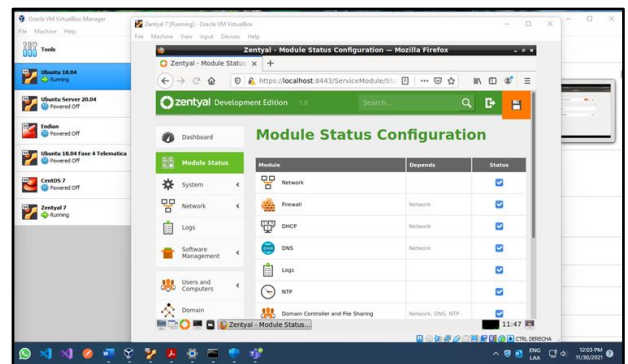 Oracle VM VirtualBox Manager
File Machine Help
Tools
Ubuntu 18.04
Running
Ubuntu Server 20.04
Powered Off
Endian
Powered Off
Ubuntu 18.04 Fase 4 Telematica
Powered Off
CentOS 7
Powered Off
Zentyal 7
Running
Zentyal 7 [Running] - Oracle VM VirtualBox
File Machine View Input Devices Help
Zentyal - Module Status Configuration — Mozilla Firefox
Zentyal - Module Status
https://localhost:8443/ServiceModule/Sta
zentyal Development Edition 7.0
Search...
Dashboard
Module Status
System
Network
Logs
Software Management
Users and Computers
Domain
Module Status Configuration
Module Depends Status
Network
Firewall Network
DHCP Network
DNS Network
Logs
NTP
Domain Controller and File Sharing Network, DNS, NTP
Zentyal - Module Status...
11:47
CTRL DERECHA
ENG
LAA
12:03 PM
11/30/2021